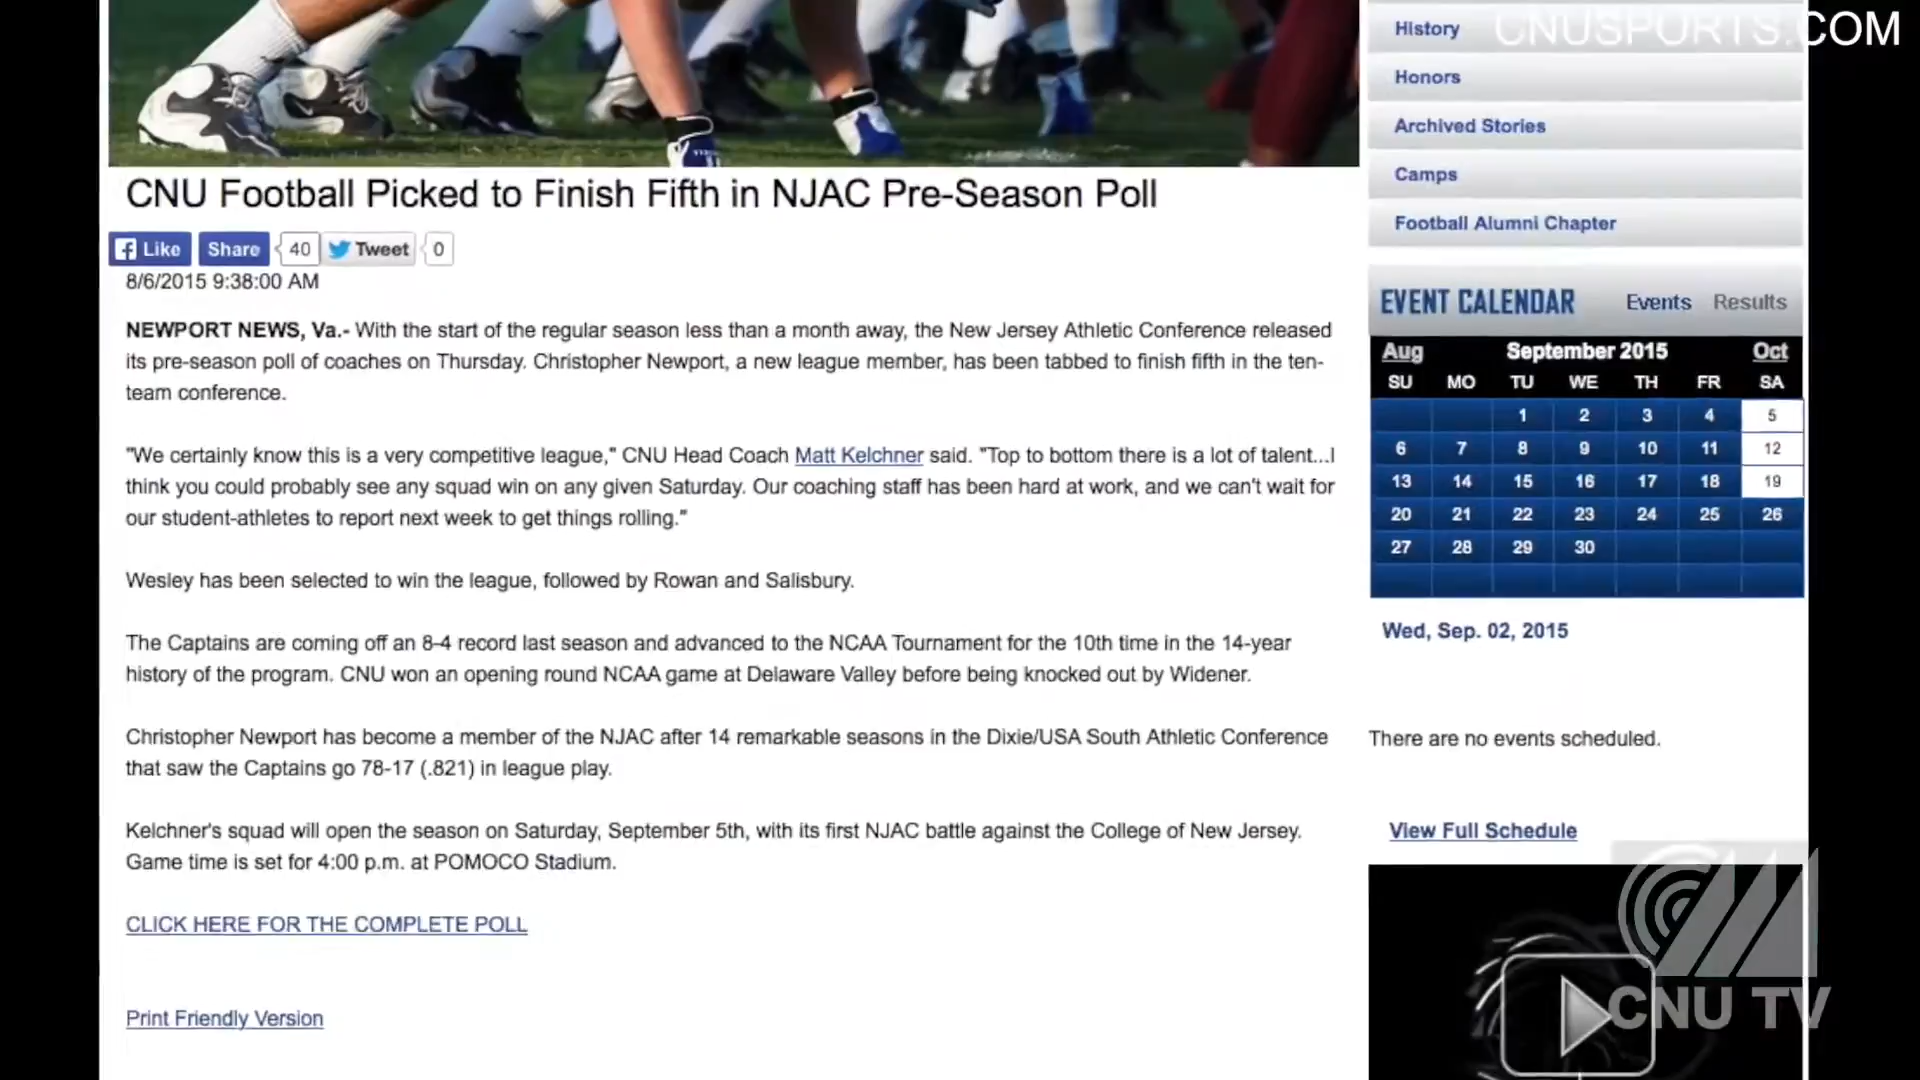 CNUSPORTS.COM
History
Honors
Archived Stories
Camps
Football Alumni Chapter
CNU Football Picked to Finish Fifth in NJAC Pre-Season Poll
Like Share 40 Tweet 0
8/6/2015 9:38:00 AM
NEWPORT NEWS, Va.- With the start of the regular season less than a month away, the New Jersey Athletic Conference released
its pre-season poll of coaches on Thursday. Christopher Newport, a new league member, has been tabbed to finish fifth in the ten-
team conference.
"We certainly know this is a very competitive league," CNU Head Coach Matt Kelchner said. "Top to bottom there is a lot of talent...I
think you could probably see any squad win on any given Saturday. Our coaching staff has been hard at work, and we can't wait for
our student-athletes to report next week to get things rolling."
Wesley has been selected to win the league, followed by Rowan and Salisbury.
The Captains are coming off an 8-4 record last season and advanced to the NCAA Tournament for the 10th time in the 14-year
history of the program. CNU won an opening round NCAA game at Delaware Valley before being knocked out by Widener.
Christopher Newport has become a member of the NJAC after 14 remarkable seasons in the Dixie/USA South Athletic Conference
that saw the Captains go 78-17 (.821) in league play.
Kelchner's squad will open the season on Saturday, September 5th, with its first NJAC battle against the College of New Jersey.
Game time is set for 4:00 p.m. at POMOCO Stadium.
CLICK HERE FOR THE COMPLETE POLL
Print Friendly Version
EVENT CALENDAR Events Results
Aug September 2015 Oct
SU MO TU WE TH FR SA
1 2 3 4 5
6 7 8 9 10 11 12
13 14 15 16 17 18 19
20 21 22 23 24 25 26
27 28 29 30
Wed, Sep. 02, 2015
There are no events scheduled.
View Full Schedule
CNU TV